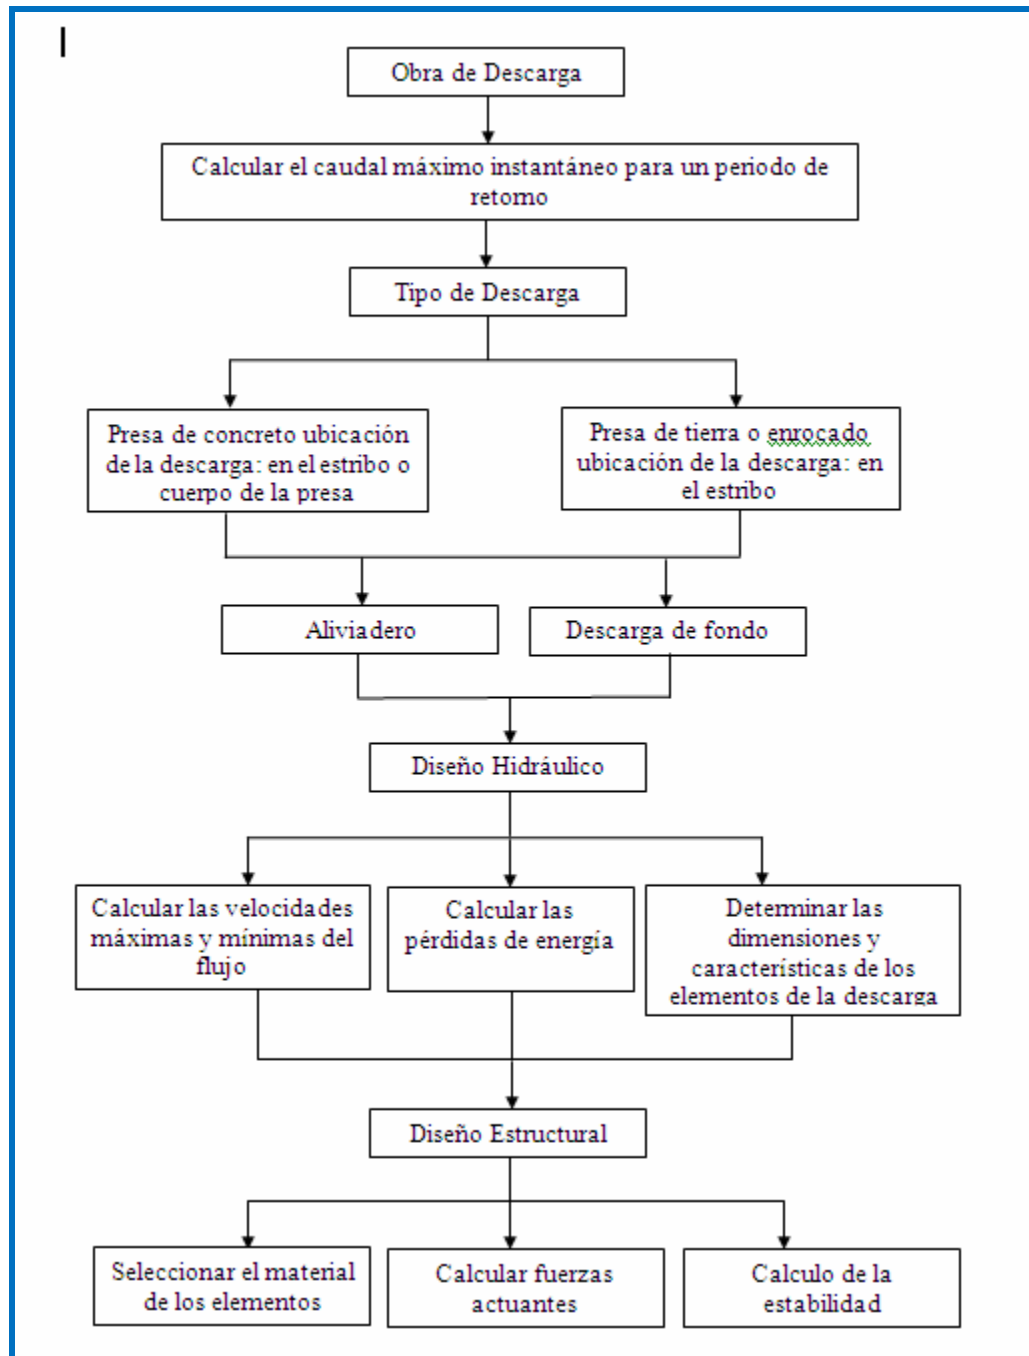 Obra de Descarga
Calcular el caudal máximo instantáneo para un periodo de
retorno
Tipo de Descarga
Presa de concreto ubicación
de la descarga: en el estribo o
cuerpo de la presa
Presa de tierra o enrocado
ubicación de la descarga: en
el estribo
Aliviadero
Descarga de fondo
Diseño Hidráulico
Calcular las velocidades
máximas y mínimas del
flujo
Calcular las
pérdidas de energía
Determinar las
dimensiones y
características de los
elementos de la descarga
Diseño Estructural
Seleccionar el material
de los elementos
Calcular fuerzas
actuantes
Calculo de la
estabilidad